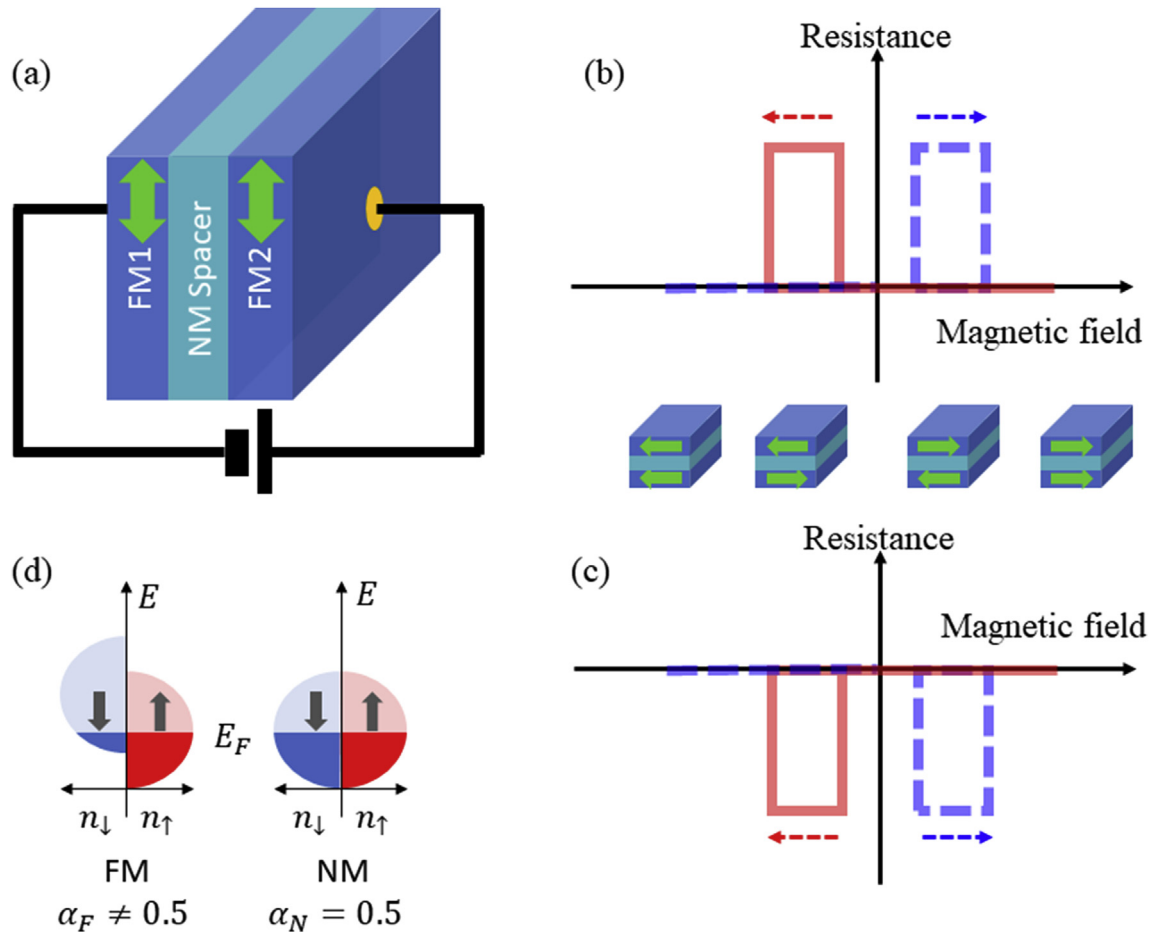 (a)
FM1
NM Spacer
FM2
(b)
Resistance
Magnetic field
(d)
E
E_F
n↓ n↑
FM
α_F ≠ 0.5
E
n↓ n↑
NM
α_N = 0.5
(c)
Resistance
Magnetic field